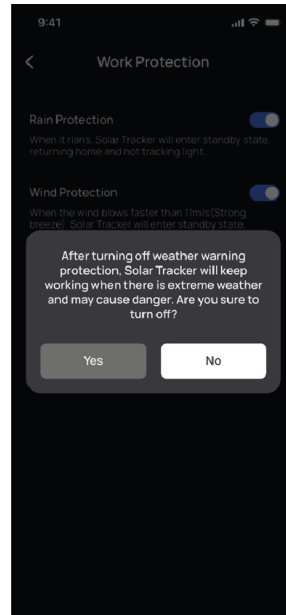 9:41
Work Protection
Rain Protection
When it rians, Solar Tracker will enter standby state,
returning home and not tracking light.
Wind Protection
When the wind blows faster than 11m/s(Strong
breeze), Solar Tracker will enter standby state,
After turning off weather warning
protection, Solar Tracker will keep
working when there is extreme weather
and may cause danger. Are you sure to
turn off?
Yes
No